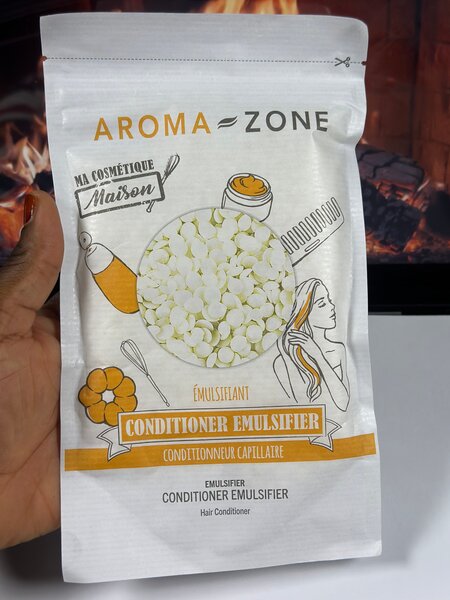 AROMA ZONE
MA COSMÉTIQUE
Maison
ÉMULSIFIANT
CONDITIONER EMULSIFIER
CONDITIONNEUR CAPILLAIRE
EMULSIFIER
CONDITIONER EMULSIFIER
Hair Conditioner